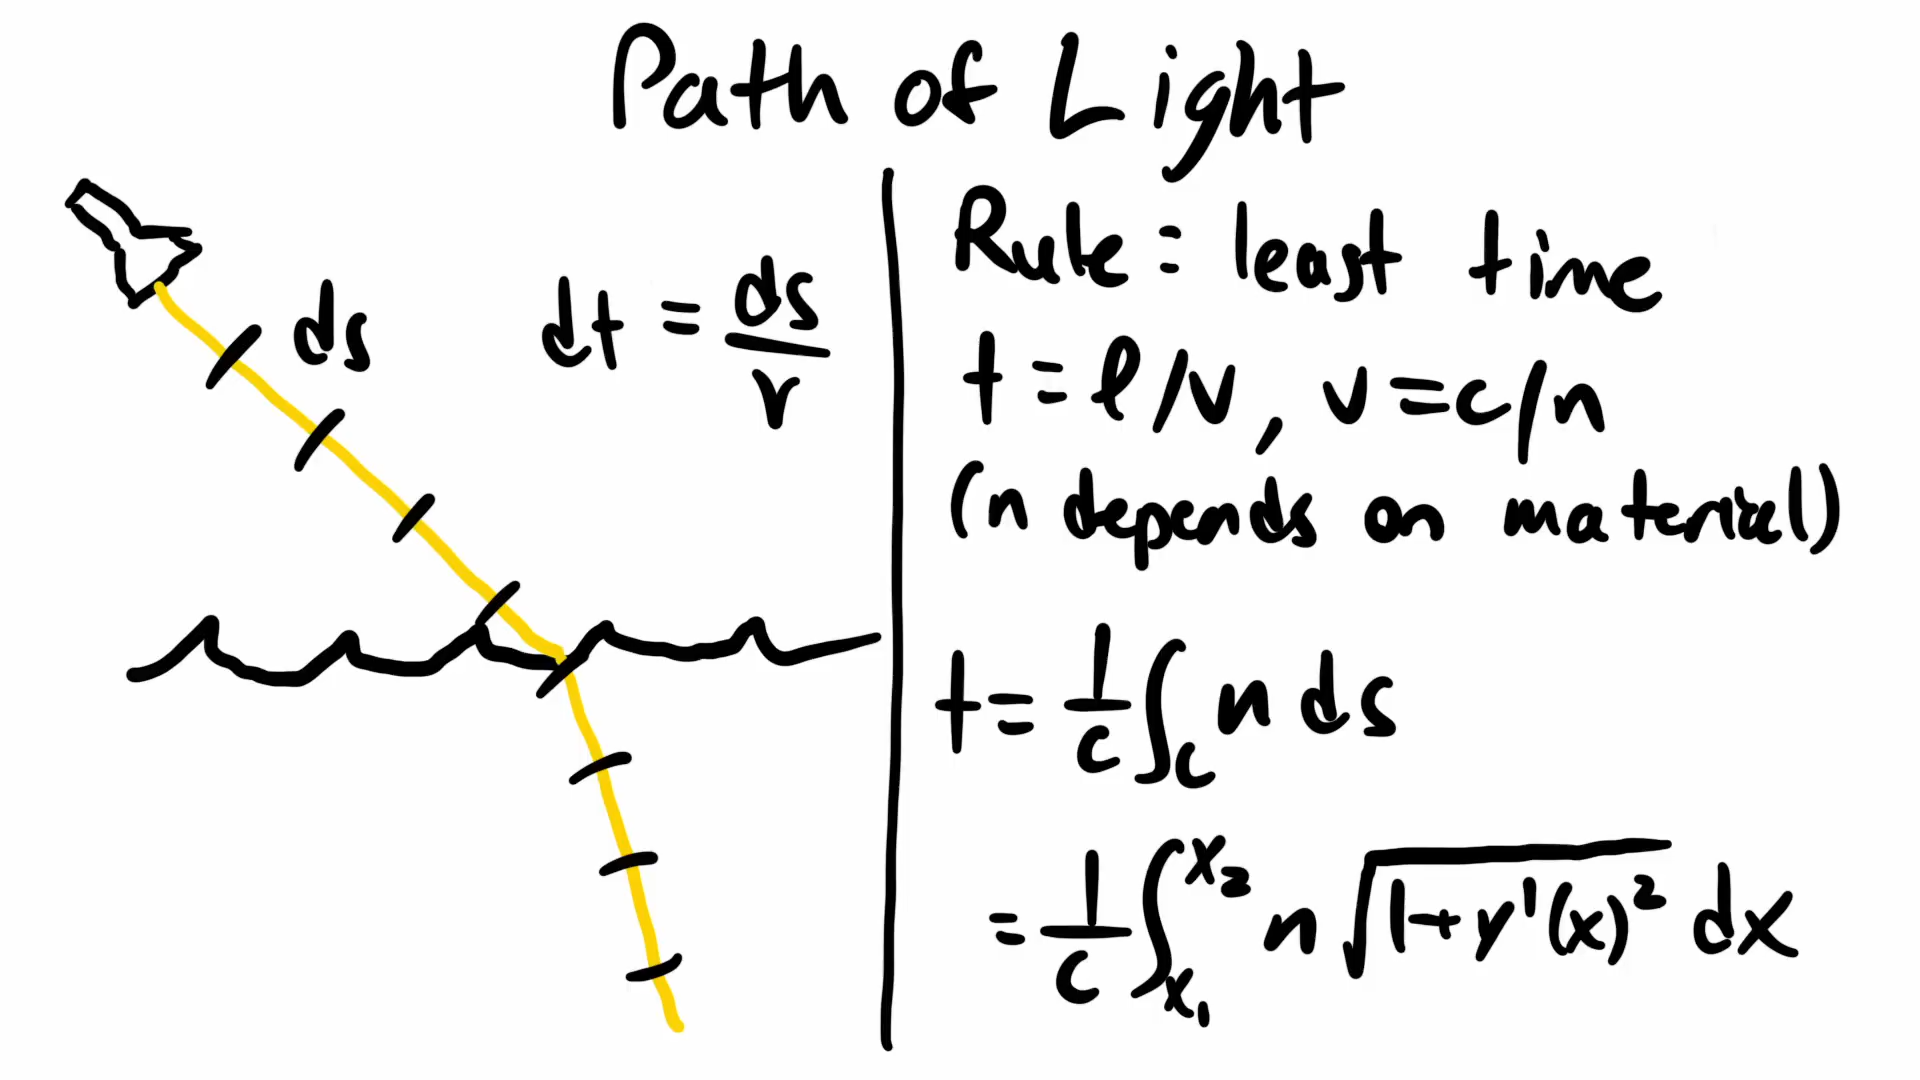 Path of Light
ds
dt = ds/v
Rule: least time
t = ℓ/v, v = c/n
(n depends on material)
t = 1/c ∫_C n ds
= 1/c ∫_{x₁}^{x₂} n √(1+y'(x)²) dx